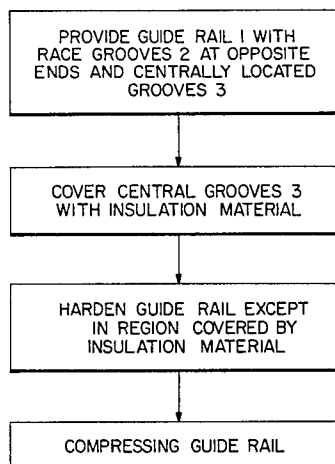 PROVIDE GUIDE RAIL 1 WITH
RACE GROOVES 2 AT OPPOSITE
ENDS AND CENTRALLY LOCATED
GROOVES 3
COVER CENTRAL GROOVES 3
WITH INSULATION MATERIAL
HARDEN GUIDE RAIL EXCEPT
IN REGION COVERED BY
INSULATION MATERIAL
COMPRESSING GUIDE RAIL